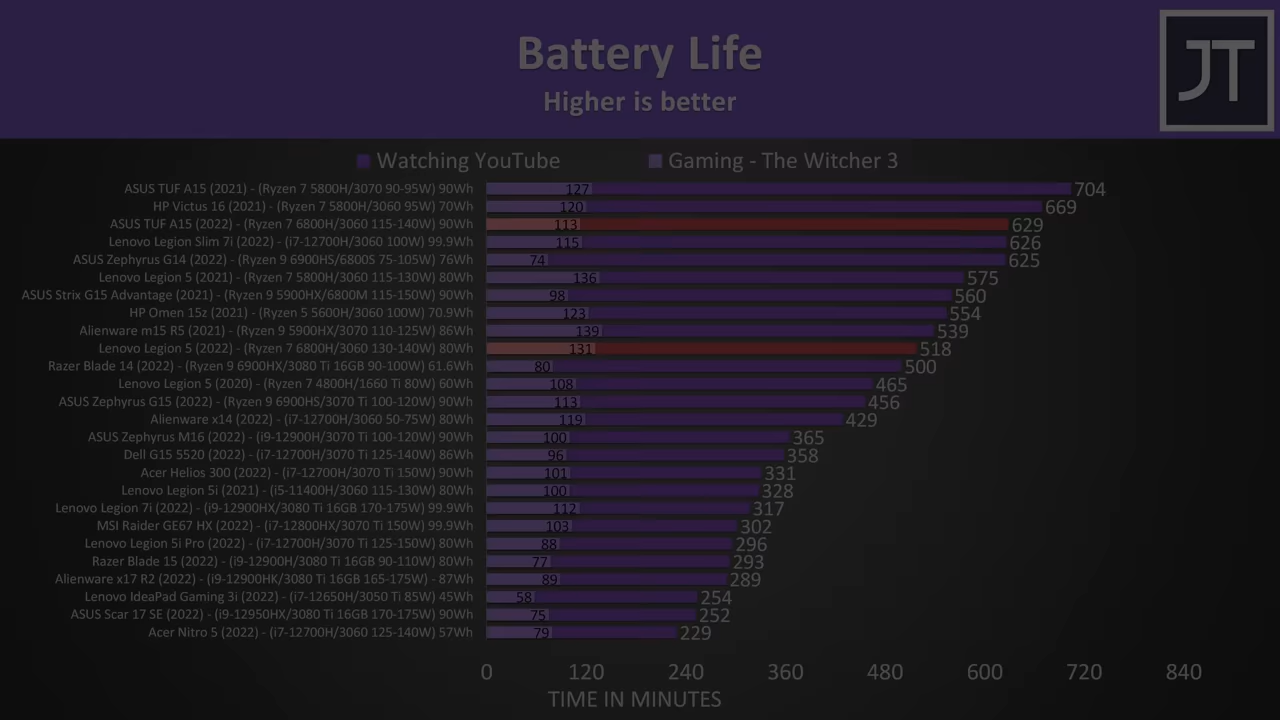 Battery Life
Higher is better
JT
Watching YouTube Gaming - The Witcher 3
ASUS TUF A15 (2021) - (Ryzen 7 5800H/3070 90-95W) 90Wh 127 704
HP Victus 16 (2021) - (Ryzen 7 5800H/3060 95W) 70Wh 120 669
ASUS TUF A15 (2022) - (Ryzen 7 6800H/3060 115-140W) 90Wh 113 629
Lenovo Legion Slim 7i (2022) - (i7-12700H/3060 100W) 99.9Wh 115 626
ASUS Zephyrus G14 (2022) - (Ryzen 9 6900HS/6800S 75-105W) 76Wh 74 625
Lenovo Legion 5 (2021) - (Ryzen 7 5800H/3060 115-130W) 80Wh 136 575
ASUS Strix G15 Advantage (2021) - (Ryzen 9 5900HX/6800M 115-150W) 90Wh 98 560
HP Omen 15z (2021) - (Ryzen 5 5600H/3060 100W) 70.9Wh 123 554
Alienware m15 R5 (2021) - (Ryzen 9 5900HX/3070 110-125W) 86Wh 139 539
Lenovo Legion 5 (2022) - (Ryzen 7 6800H/3060 130-140W) 80Wh 131 518
Razer Blade 14 (2022) - (Ryzen 9 6900HX/3080 Ti 16GB 90-100W) 61.6Wh 80 500
Lenovo Legion 5 (2020) - (Ryzen 7 4800H/1660 Ti 80W) 60Wh 108 465
ASUS Zephyrus G15 (2022) - (Ryzen 9 6900HS/3070 Ti 100-120W) 90Wh 113 456
Alienware x14 (2022) - (i7-12700H/3060 50-75W) 80Wh 119 429
ASUS Zephyrus M16 (2022) - (i9-12900H/3070 Ti 100-120W) 90Wh 100 365
Dell G15 5520 (2022) - (i7-12700H/3070 Ti 125-140W) 86Wh 96 358
Acer Helios 300 (2022) - (i7-12700H/3070 Ti 150W) 90Wh 101 331
Lenovo Legion 5i (2021) - (i5-11400H/3060 115-130W) 80Wh 100 328
Lenovo Legion 7i (2022) - (i9-12900HX/3080 Ti 16GB 170-175W) 99.9Wh 112 317
MSI Raider GE67 HX (2022) - (i7-12800HX/3070 Ti 150W) 99.9Wh 103 302
Lenovo Legion 5i Pro (2022) - (i7-12700H/3070 Ti 125-150W) 80Wh 88 296
Razer Blade 15 (2022) - (i9-12900H/3080 Ti 16GB 90-110W) 80Wh 77 293
Alienware x17 R2 (2022) - (i9-12900HK/3080 Ti 16GB 165-175W) - 87Wh 89 289
Lenovo IdeaPad Gaming 3i (2022) - (i7-12650H/3050 Ti 85W) 45Wh 58 254
ASUS Scar 17 SE (2022) - (i9-12950HX/3080 Ti 16GB 170-175W) 90Wh 75 252
Acer Nitro 5 (2022) - (i7-12700H/3060 125-140W) 57Wh 79 229
0 120 240 360 480 600 720 840
TIME IN MINUTES